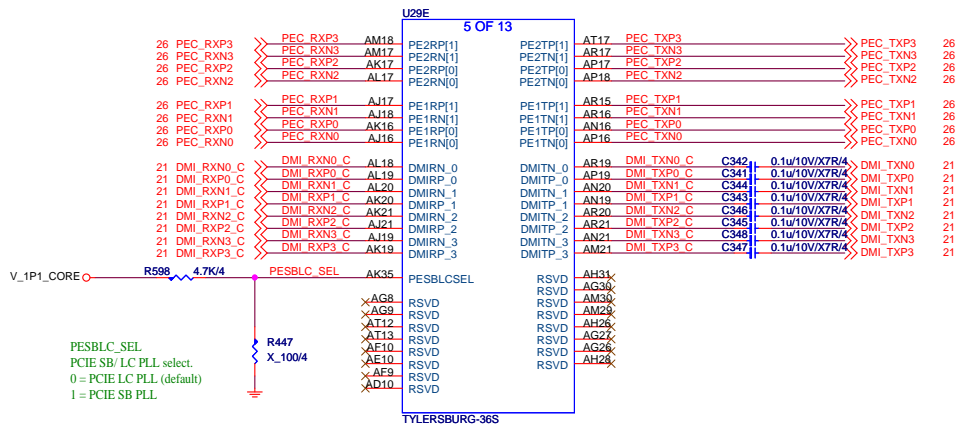 U29E
5 OF 13
26 PEC_RXP3 PEC_RXP3 AM18 PE2RP[1] PE2TP[1] AT17 PEC_TXP3 PEC_TXP3 26
26 PEC_RXN3 PEC_RXN3 AM17 PE2RN[1] PE2TN[1] AR17 PEC_TXN3 PEC_TXN3 26
26 PEC_RXP2 PEC_RXP2 AK17 PE2RP[0] PE2TP[0] AP17 PEC_TXP2 PEC_TXP2 26
26 PEC_RXN2 PEC_RXN2 AL17 PE2RN[0] PE2TN[0] AP18 PEC_TXN2 PEC_TXN2 26
26 PEC_RXP1 PEC_RXP1 AJ17 PE1RP[1] PE1TP[1] AR15 PEC_TXP1 PEC_TXP1 26
26 PEC_RXN1 PEC_RXN1 AJ18 PE1RN[1] PE1TN[1] AR16 PEC_TXN1 PEC_TXN1 26
26 PEC_RXP0 PEC_RXP0 AK16 PE1RP[0] PE1TP[0] AN16 PEC_TXP0 PEC_TXP0 26
26 PEC_RXN0 PEC_RXN0 AJ16 PE1RN[0] PE1TN[0] AP16 PEC_TXN0 PEC_TXN0 26
21 DMI_RXN0_C DMI_RXN0_C AL18 DMIRN_0 DMITN_0 AR19 DMI_TXN0_C C342 0.1u/10V/X7R/4 DMI_TXN0 21
21 DMI_RXP0_C DMI_RXP0_C AL19 DMIRP_0 DMITP_0 AP19 DMI_TXP0_C C341 0.1u/10V/X7R/4 DMI_TXP0 21
21 DMI_RXN1_C DMI_RXN1_C AL20 DMIRN_1 DMITN_1 AN20 DMI_TXN1_C C344 0.1u/10V/X7R/4 DMI_TXN1 21
21 DMI_RXP1_C DMI_RXP1_C AK20 DMIRP_1 DMITP_1 AN19 DMI_TXP1_C C343 0.1u/10V/X7R/4 DMI_TXP1 21
21 DMI_RXN2_C DMI_RXN2_C AK21 DMIRN_2 DMITN_2 AR20 DMI_TXN2_C C346 0.1u/10V/X7R/4 DMI_TXN2 21
21 DMI_RXP2_C DMI_RXP2_C AJ21 DMIRP_2 DMITP_2 AR21 DMI_TXP2_C C345 0.1u/10V/X7R/4 DMI_TXP2 21
21 DMI_RXN3_C DMI_RXN3_C AJ19 DMIRN_3 DMITN_3 AN21 DMI_TXN3_C C348 0.1u/10V/X7R/4 DMI_TXN3 21
21 DMI_RXP3_C DMI_RXP3_C AK19 DMIRP_3 DMITP_3 AM21 DMI_TXP3_C C347 0.1u/10V/X7R/4 DMI_TXP3 21
V_1P1_CORE R598 4.7K/4 PESBLC_SEL AK35 PESBLCSEL RSVD AH31
RSVD AG30
AG8 RSVD RSVD AM30
AG9 RSVD RSVD AM29
AT12 RSVD RSVD AH26
AT13 RSVD RSVD AG27
AF10 RSVD RSVD AG26
AE10 RSVD RSVD AH28
AF9 RSVD
AD10 RSVD
R447
X_100/4
PESBLC_SEL
PCIE SB/ LC PLL select.
0 = PCIE LC PLL (default)
1 = PCIE SB PLL
TYLERSBURG-36S